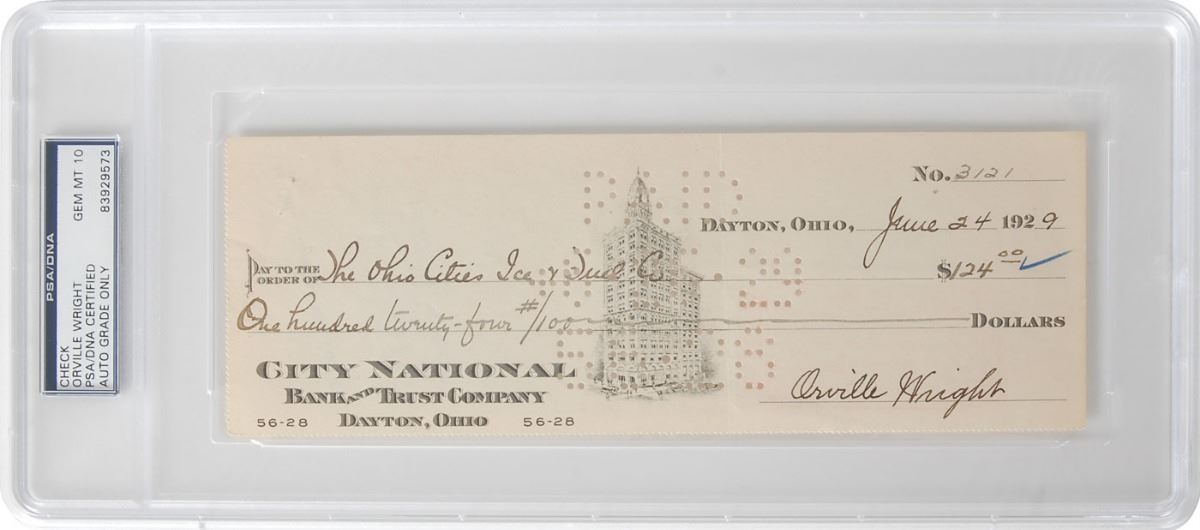 PSA/DNA
CHECK GEM MT 10
ORVILLE WRIGHT
PSA/DNA CERTIFIED
AUTO GRADE ONLY 83929573
No. 3121
DAYTON, OHIO, June 24 1929
PAY TO THE ORDER OF The Ohio Cities Ice & Fuel Co $124 00
One hundred twenty-four #/100 DOLLARS
CITY NATIONAL
BANK AND TRUST COMPANY
56-28 DAYTON, OHIO 56-28
Orville Wright
PAID